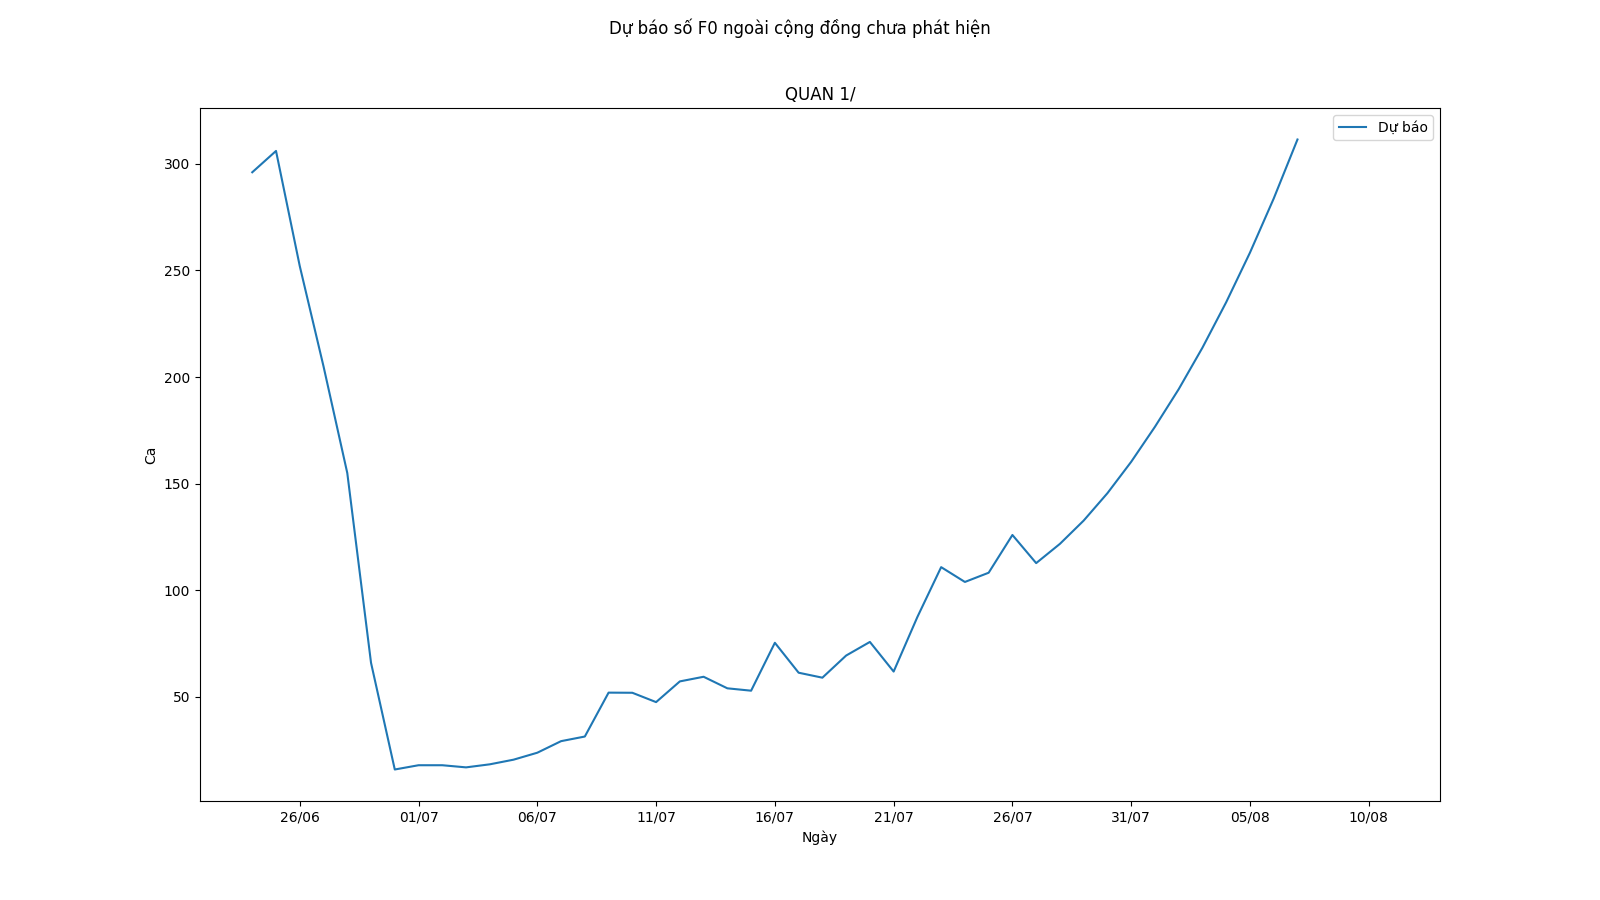 Dự báo số F0 ngoài cộng đồng chưa phát hiện
QUAN 1/
Dự báo
300
250
200
150
100
50
Ca
26/06 01/07 06/07 11/07 16/07 21/07 26/07 31/07 05/08 10/08
Ngày